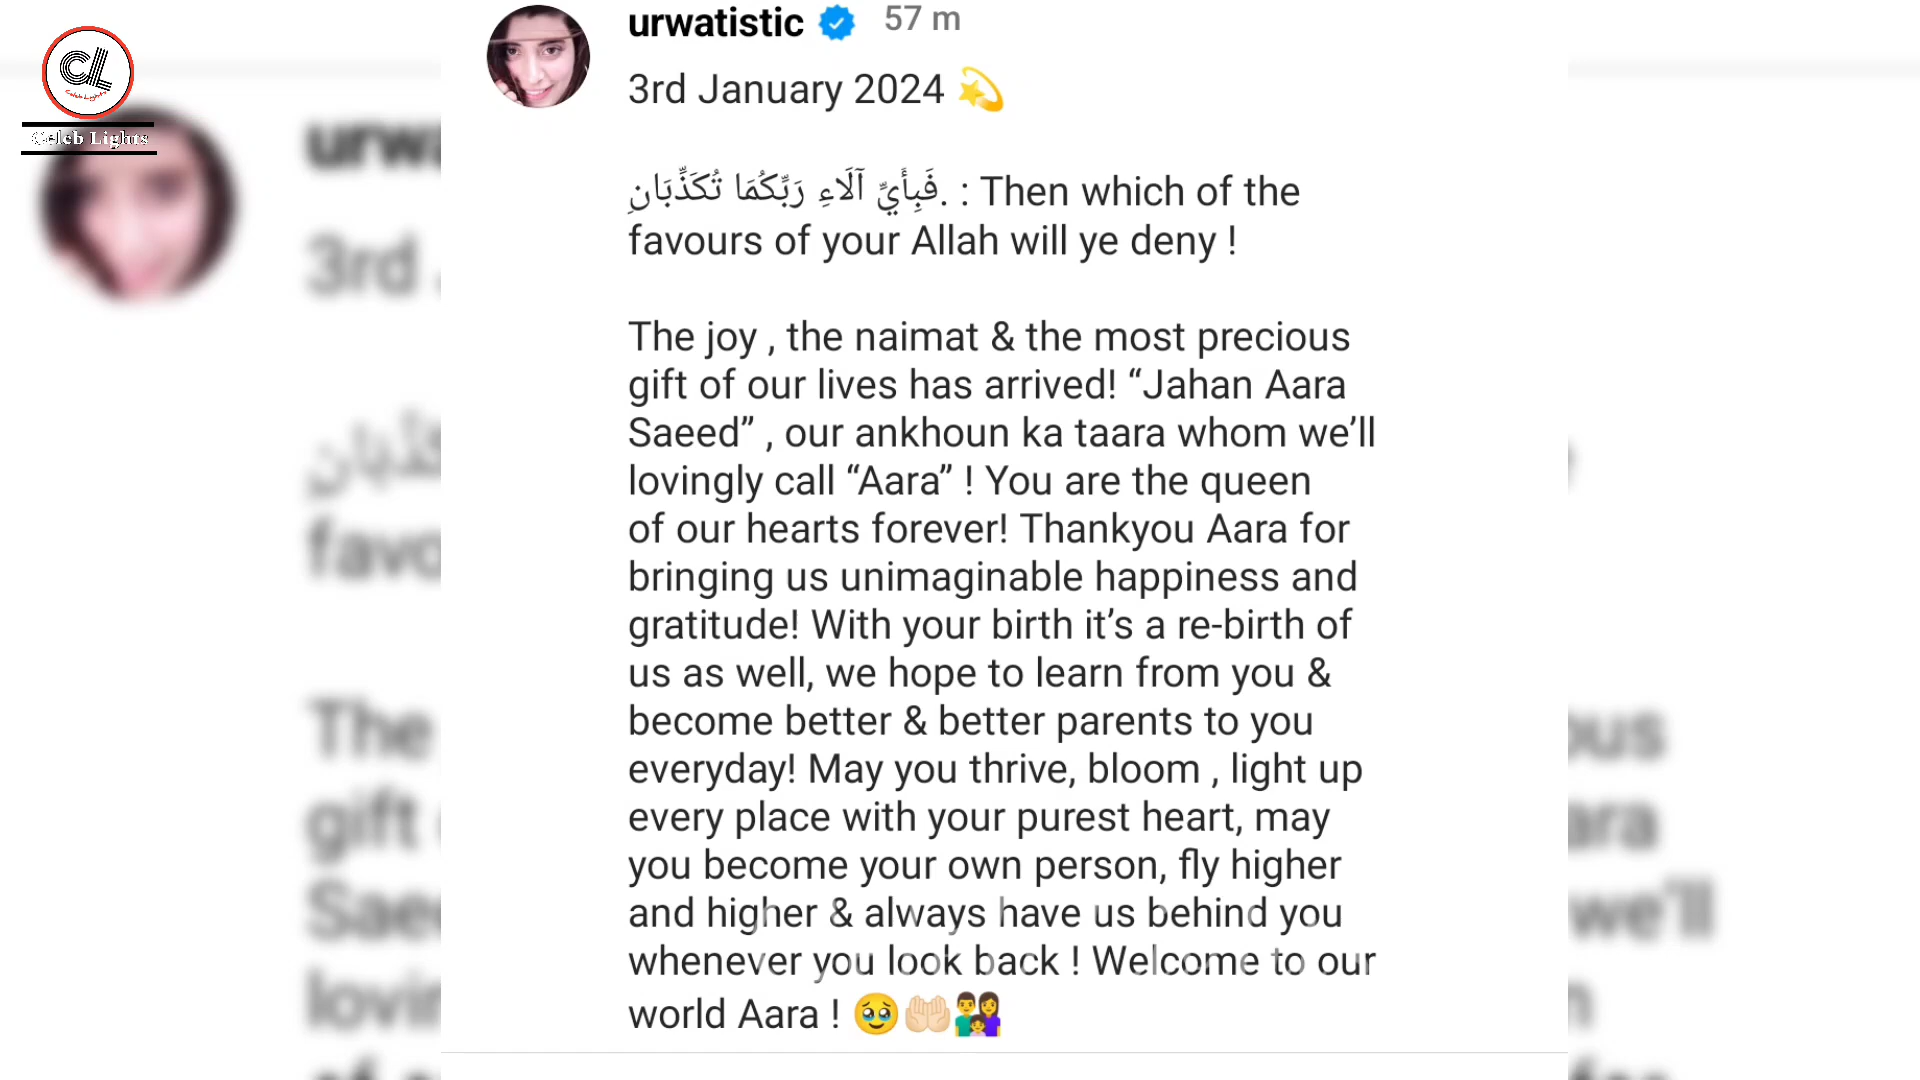 CL
Celeb Lights
Celeb Lights
urwatistic 57 m
3rd January 2024 💫
فَبِأَيِّ آلَاءِ رَبِّكُمَا تُكَذِّبَانِ. : Then which of the
favours of your Allah will ye deny !
The joy , the naimat & the most precious
gift of our lives has arrived! “Jahan Aara
Saeed” , our ankhoun ka taara whom we’ll
lovingly call “Aara” ! You are the queen
of our hearts forever! Thankyou Aara for
bringing us unimaginable happiness and
gratitude! With your birth it’s a re-birth of
us as well, we hope to learn from you &
become better & better parents to you
everyday! May you thrive, bloom , light up
every place with your purest heart, may
you become your own person, fly higher
and higher & always have us behind you
whenever you look back ! Welcome to our
world Aara ! 🥹🤲🏻👨‍👩‍👧